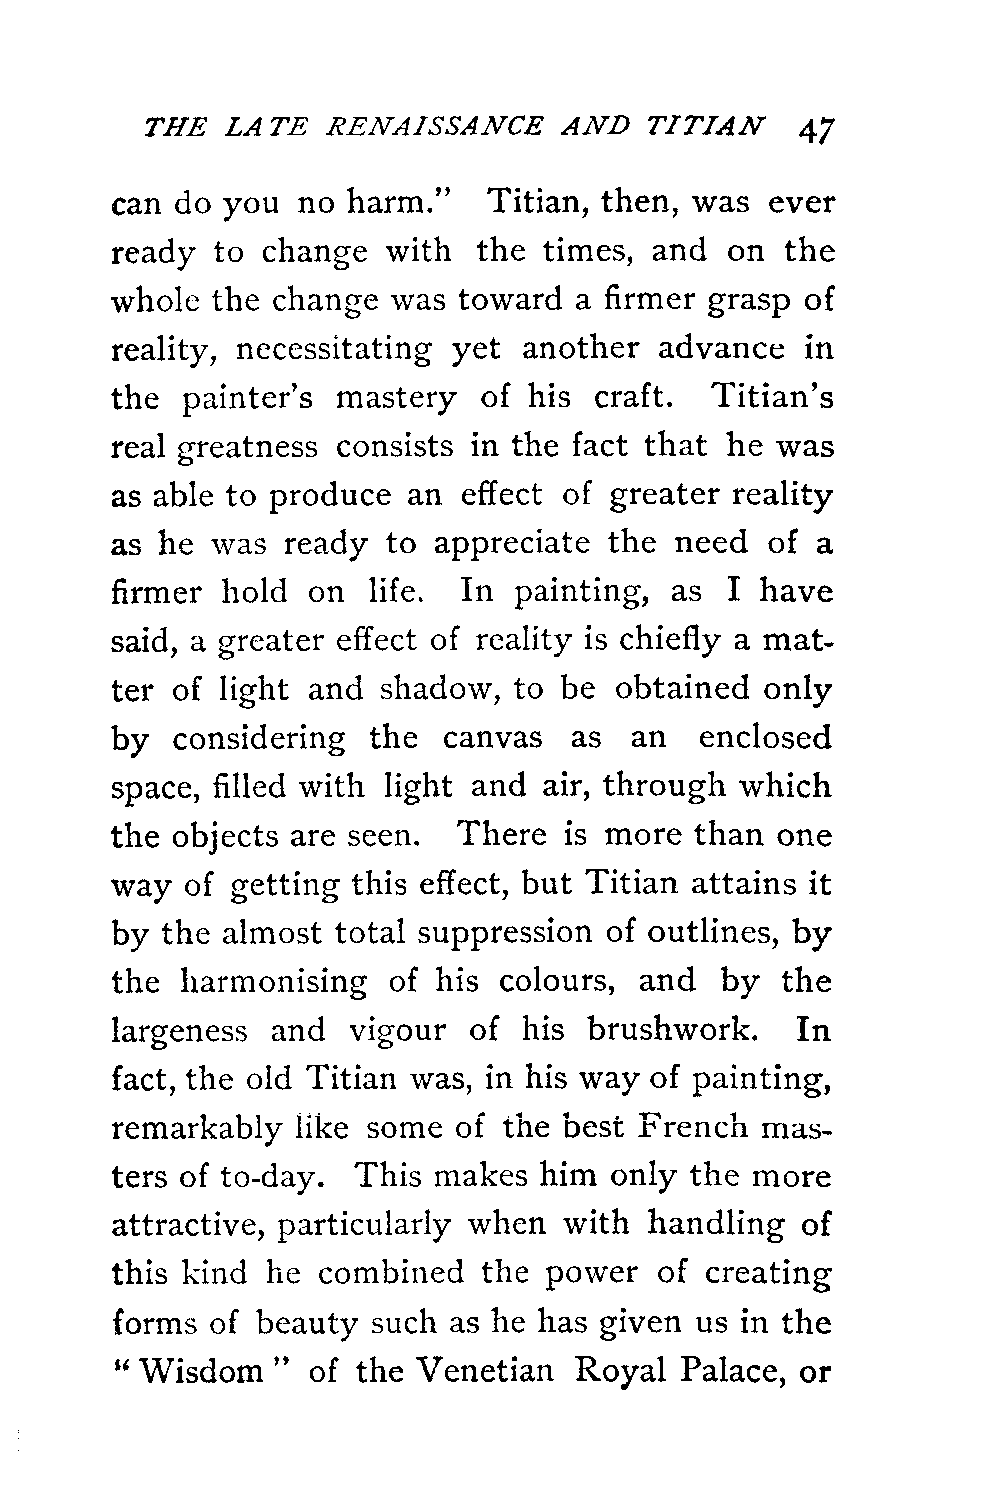 THE LATE RENAISSANCE AND TITIAN 47
can do you no harm." Titian, then, was ever
ready to change with the times, and on the
whole the change was toward a firmer grasp of
reality, necessitating yet another advance in
the painter's mastery of his craft. Titian's
real greatness consists in the fact that he was
as able to produce an effect of greater reality
as he was ready to appreciate the need of a
firmer hold on life. In painting, as I have
said, a greater effect of reality is chiefly a mat-
ter of light and shadow, to be obtained only
by considering the canvas as an enclosed
space, filled with light and air, through which
the objects are seen. There is more than one
way of getting this effect, but Titian attains it
by the almost total suppression of outlines, by
the harmonising of his colours, and by the
largeness and vigour of his brushwork. In
fact, the old Titian was, in his way of painting,
remarkably like some of the best French mas-
ters of to-day. This makes him only the more
attractive, particularly when with handling of
this kind he combined the power of creating
forms of beauty such as he has given us in the
" Wisdom " of the Venetian Royal Palace, or